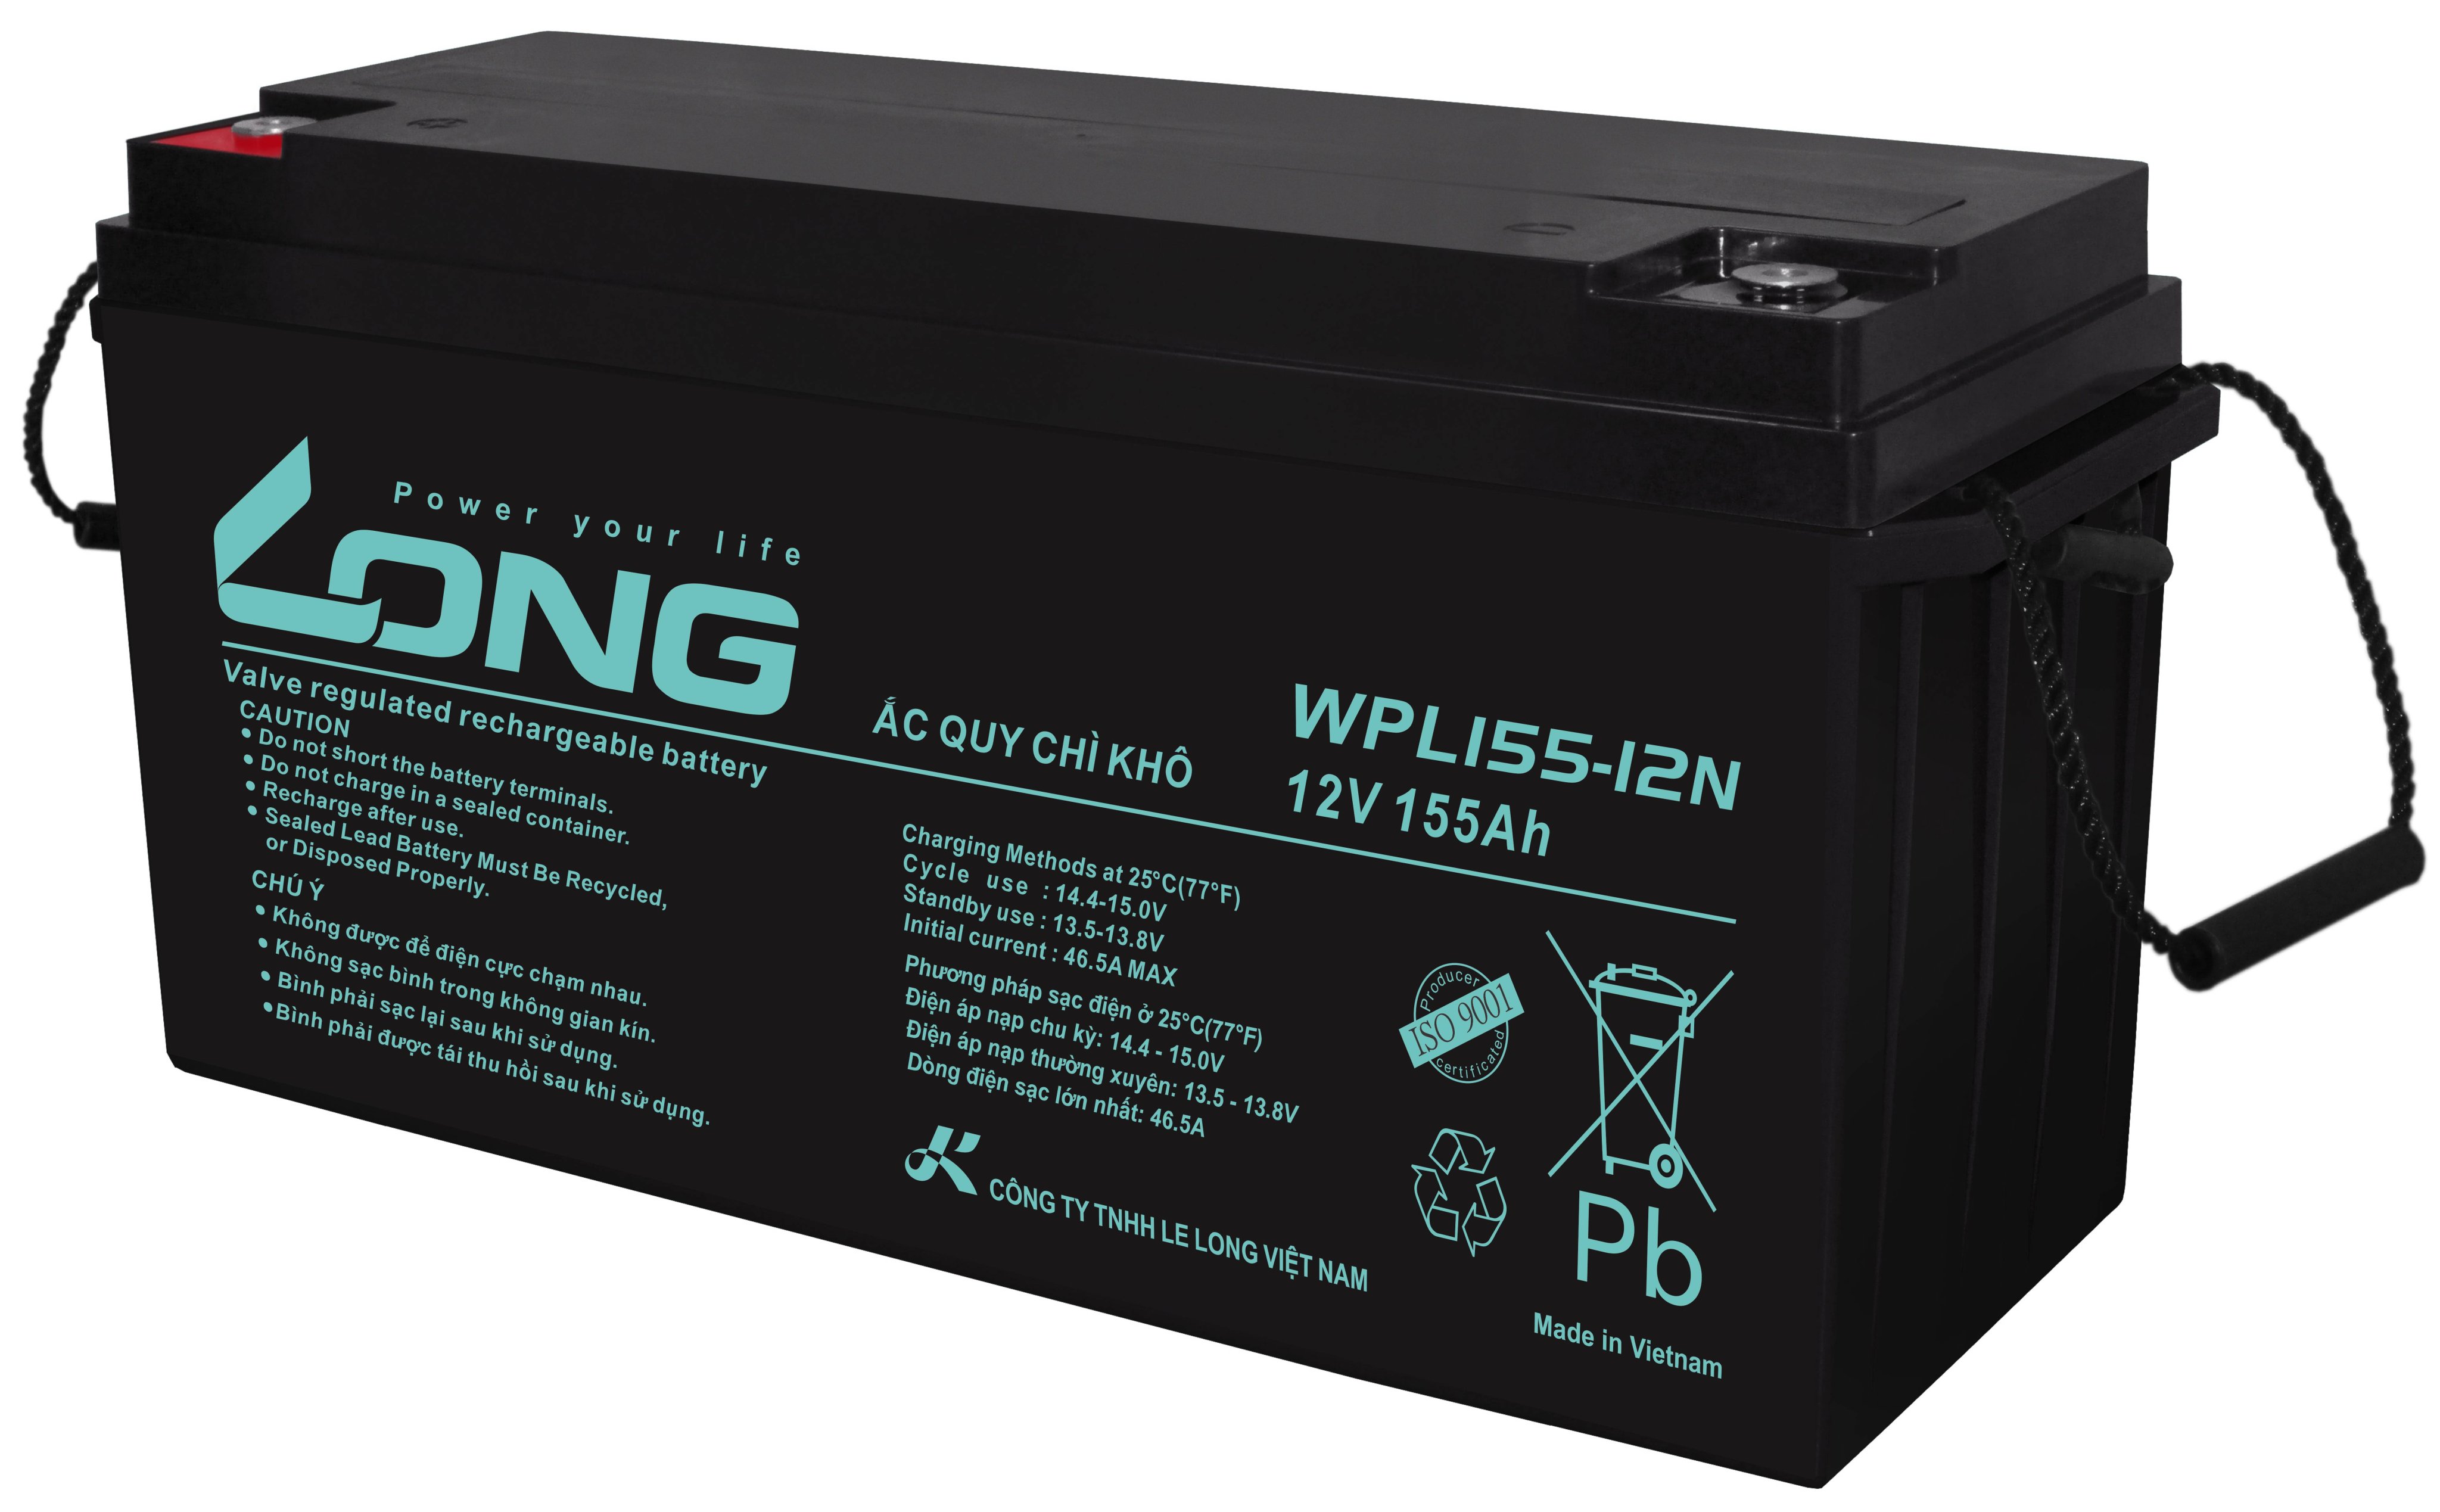 Power your life
LONG
Valve regulated rechargeable battery
CAUTION
• Do not short the battery terminals.
• Do not charge in a sealed container.
• Recharge after use.
• Sealed Lead Battery Must Be Recycled,
or Disposed Properly.
CHÚ Ý
• Không được để điện cực chạm nhau.
• Không sạc bình trong không gian kín.
• Bình phải sạc lại sau khi sử dụng.
• Bình phải được tái thu hồi sau khi sử dụng.
ẮC QUY CHÌ KHÔ
WPL155-12N
12V 155Ah
Charging Methods at 25°C(77°F)
Cycle use : 14.4-15.0V
Standby use : 13.5-13.8V
Initial current : 46.5A MAX
Phương pháp sạc điện ở 25°C(77°F)
Điện áp nạp chu kỳ: 14.4 - 15.0V
Điện áp nạp thường xuyên: 13.5 - 13.8V
Dòng điện sạc lớn nhất: 46.5A
CÔNG TY TNHH LE LONG VIỆT NAM
Producer
ISO 9001
certificated
Pb
Made in Vietnam